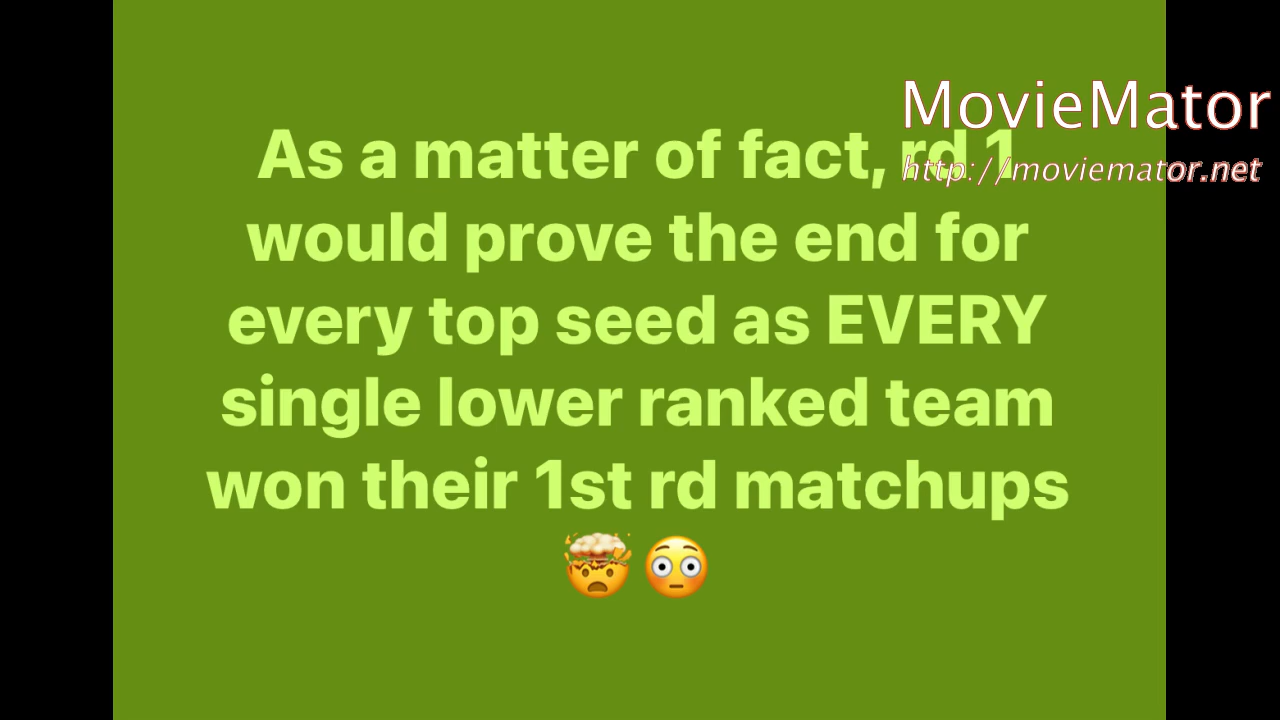 MovieMator
http://moviemator.net
As a matter of fact, rd 1
would prove the end for
every top seed as EVERY
single lower ranked team
won their 1st rd matchups
🤯 😳